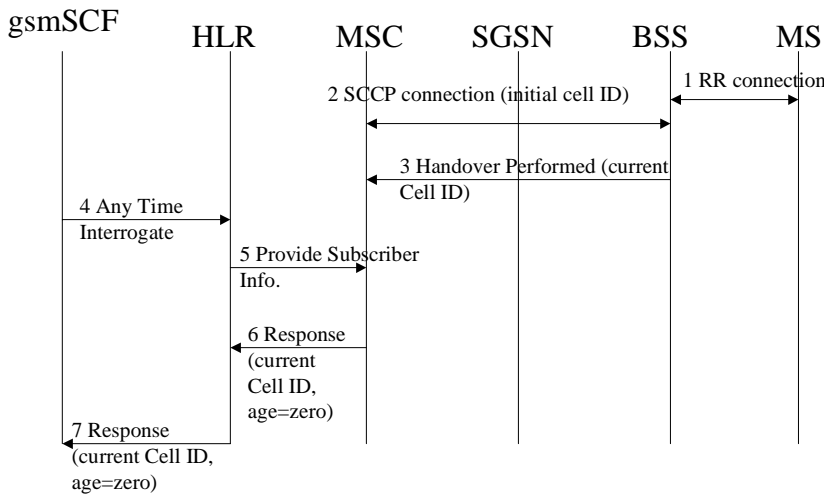 gsmSCF
HLR
MSC
SGSN
BSS
MS
1 RR connection
2 SCCP connection (initial cell ID)
3 Handover Performed (current
Cell ID)
4 Any Time
Interrogate
5 Provide Subscriber
Info.
6 Response
(current
Cell ID,
age=zero)
7 Response
(current Cell ID,
age=zero)